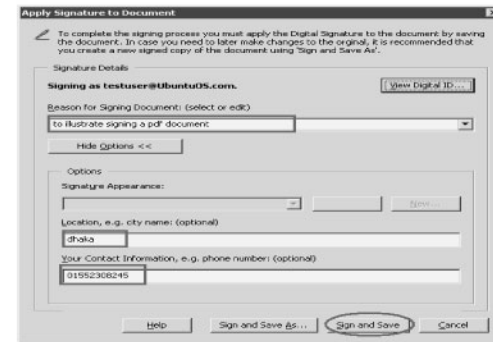 Apply Signature to Document
To complete the signing process you must apply the Digital Signature to the document by saving
the document. In case you need to later make changes to the orginal, it is recommended that
you create a new signed copy of the document using 'Sign and Save As'.
Signature Details
Signing as testuser@UbuntuOS.com.
View Digital ID...
Reason for Signing Document: (select or edit)
to illustrate signing a pdf document
Hide Options <<
Options
Signature Appearance:
New...
Location, e.g. city name: (optional)
dhaka
Your Contact Information, e.g. phone number: (optional)
01552308245
Help Sign and Save As... Sign and Save Cancel